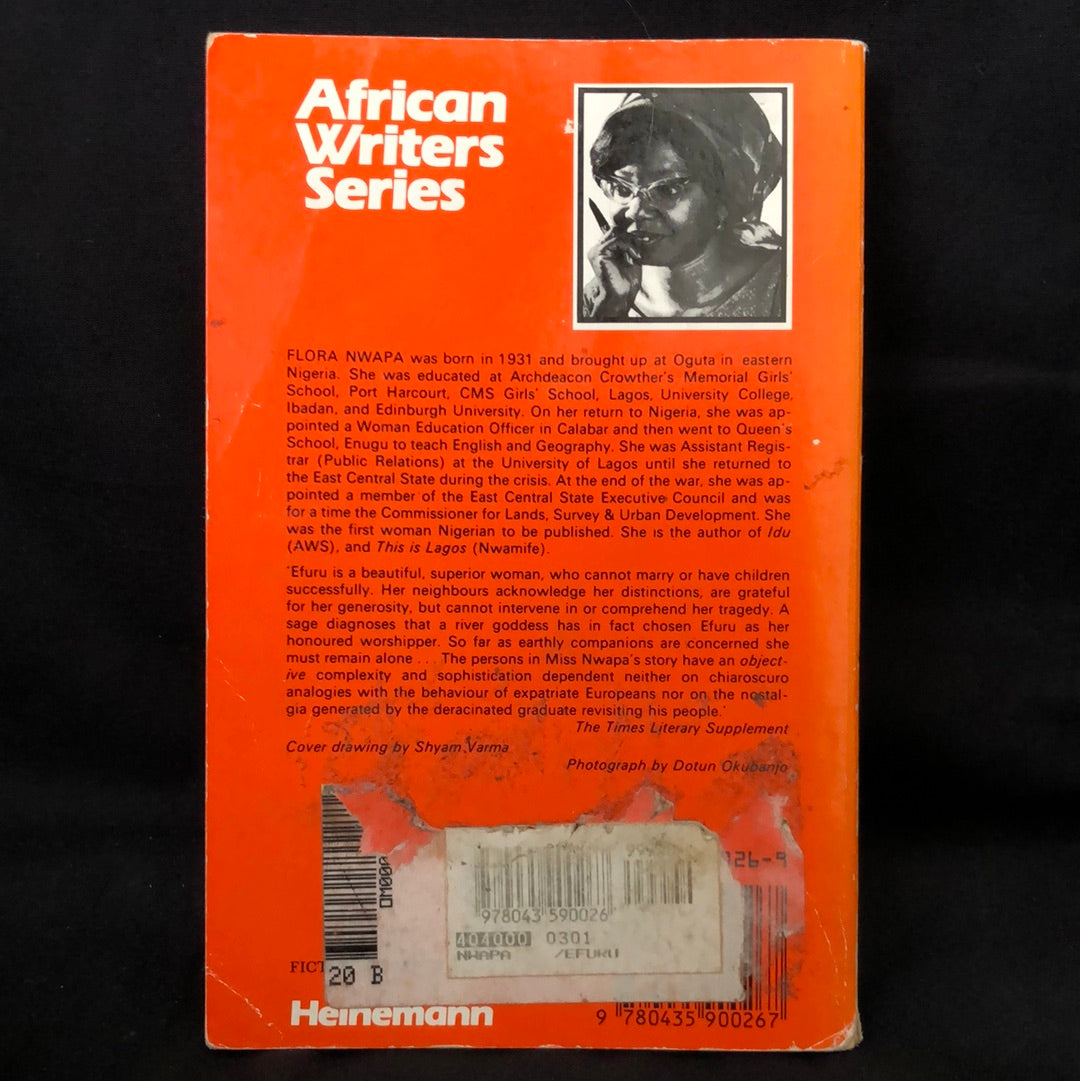 African
Writers
Series
FLORA NWAPA was born in 1931 and brought up at Oguta in eastern
Nigeria. She was educated at Archdeacon Crowther's Memorial Girls'
School, Port Harcourt, CMS Girls' School, Lagos, University College,
Ibadan, and Edinburgh University. On her return to Nigeria, she was ap-
pointed a Woman Education Officer in Calabar and then went to Queen's
School, Enugu to teach English and Geography. She was Assistant Regis-
trar (Public Relations) at the University of Lagos until she returned to
the East Central State during the crisis. At the end of the war, she was ap-
pointed a member of the East Central State Executive Council and was
for a time the Commissioner for Lands, Survey & Urban Development. She
was the first woman Nigerian to be published. She is the author of Idu
(AWS), and This is Lagos (Nwamife).
'Efuru is a beautiful, superior woman, who cannot marry or have children
successfully. Her neighbours acknowledge her distinctions, are grateful
for her generosity, but cannot intervene in or comprehend her tragedy. A
sage diagnoses that a river goddess has in fact chosen Efuru as her
honoured worshipper. So far as earthly companions are concerned she
must remain alone . . . The persons in Miss Nwapa's story have an object-
ive complexity and sophistication dependent neither on chiaroscuro
analogies with the behaviour of expatriate Europeans nor on the nostal-
gia generated by the deracinated graduate revisiting his people.'
The Times Literary Supplement
Cover drawing by Shyam Varma
Photograph by Dotun Okubanjo
26-9
DM00A
978043 590026
404000 0301
NWAPA /EFURU
FICT
20 B
Heinemann
9 780435 900267